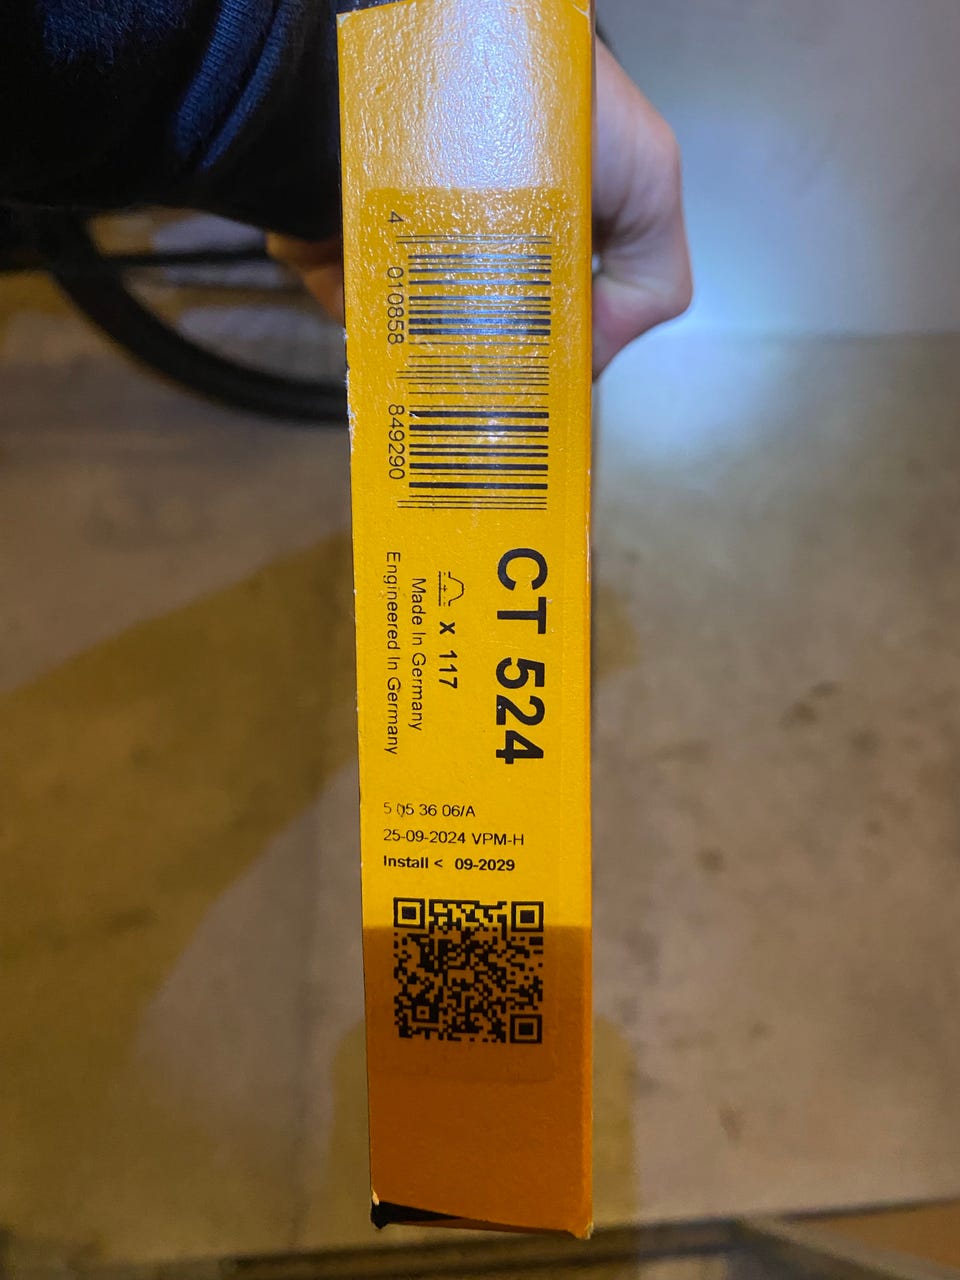 4 010858 849290
CT 524
x 117
Made In Germany
Engineered In Germany
5 05 36 06/A
25-09-2024 VPM-H
Install < 09-2029